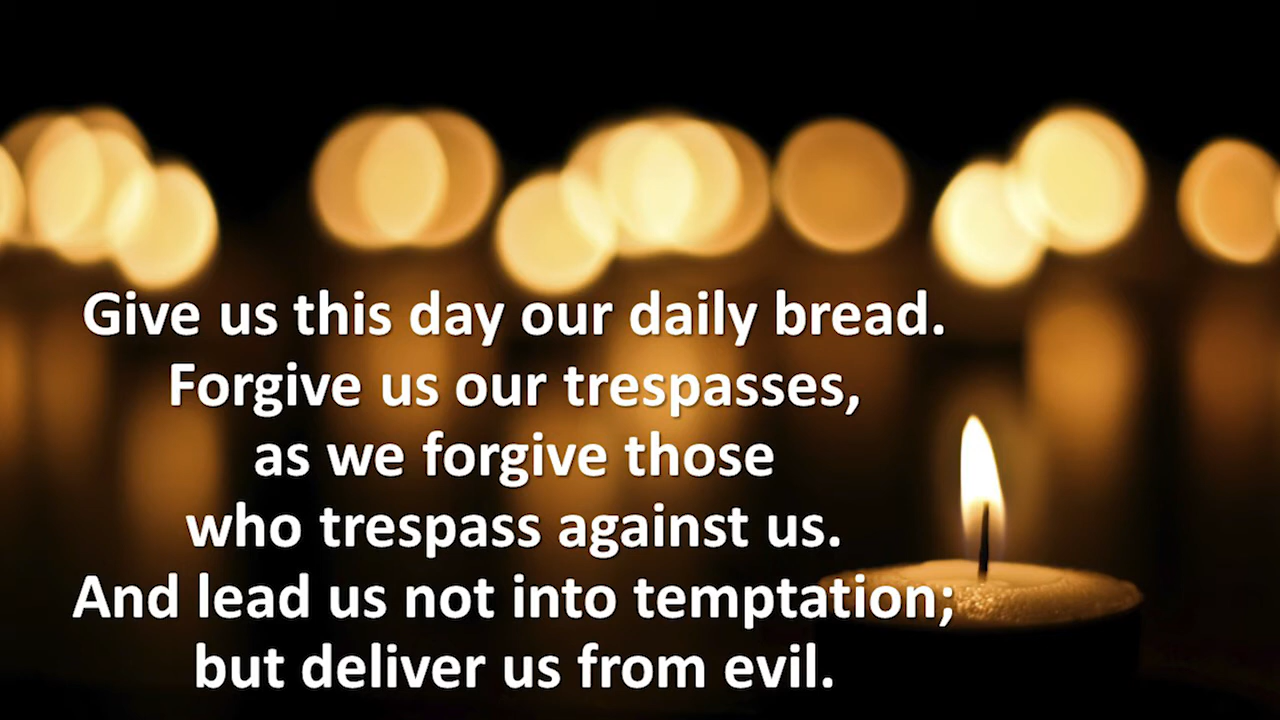 Give us this day our daily bread.
Forgive us our trespasses,
as we forgive those
who trespass against us.
And lead us not into temptation;
but deliver us from evil.